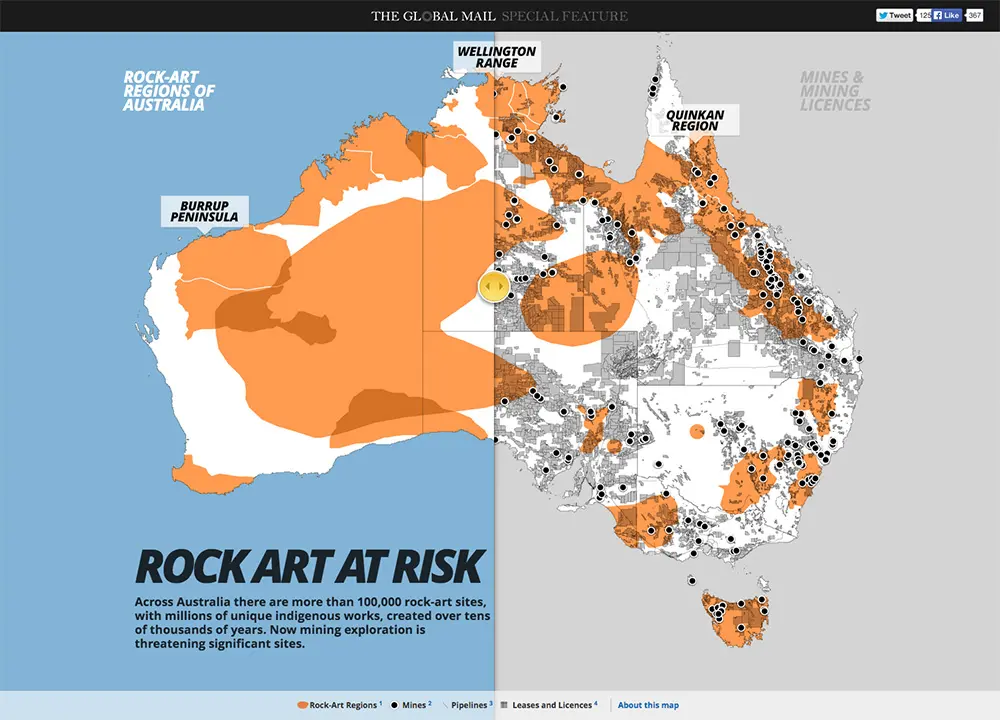 THE GLOBAL MAIL SPECIAL FEATURE
Tweet 125 Like 367
WELLINGTON
RANGE
ROCK-ART
REGIONS OF
AUSTRALIA
MINES &
MINING
LICENCES
QUINKAN
REGION
BURRUP
PENINSULA
ROCK ART AT RISK
Across Australia there are more than 100,000 rock-art sites,
with millions of unique indigenous works, created over tens
of thousands of years. Now mining exploration is
threatening significant sites.
Rock-Art Regions 1 Mines 2 Pipelines 3 Leases and Licences 4 About this map